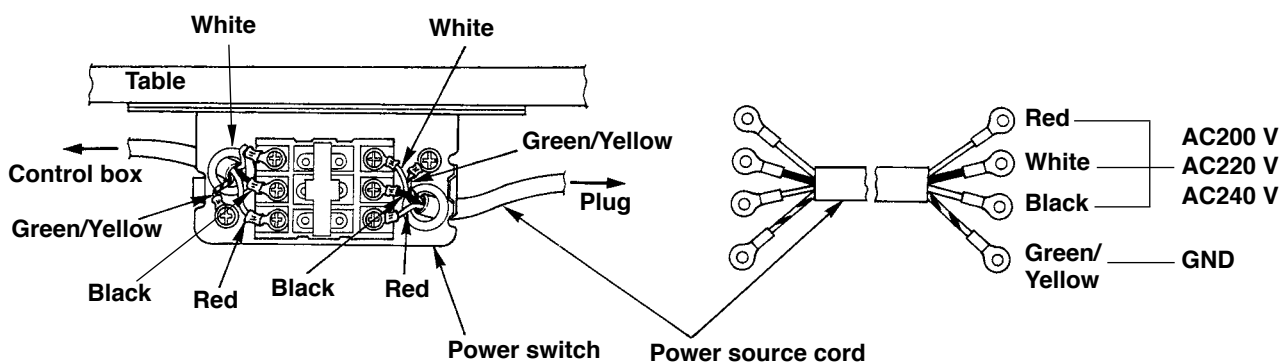 White
White
Table
Green/Yellow
Control box
Plug
Green/Yellow
Black
Red
Black
Red
Power switch
Power source cord
Red
White
Black
AC200 V
AC220 V
AC240 V
Green/
Yellow
GND